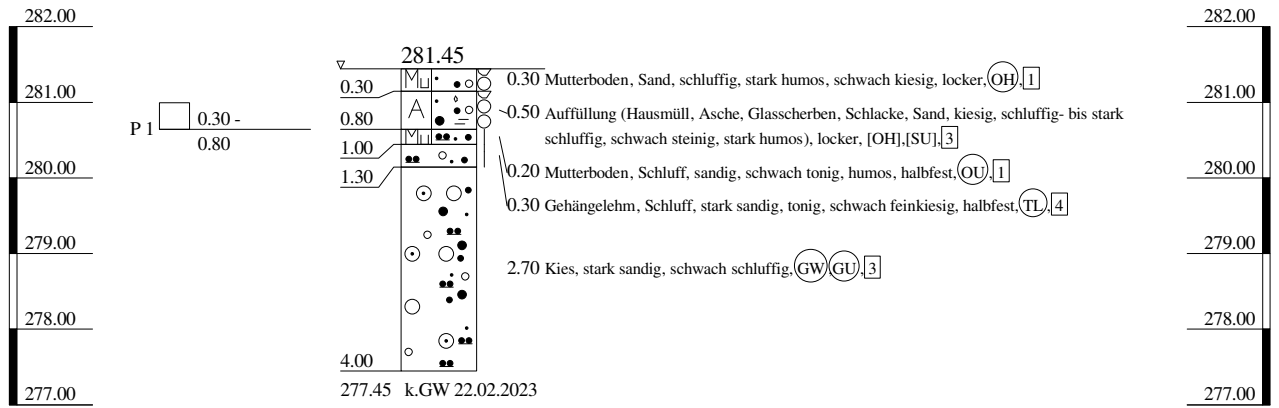 282.00
282.00
281.45
0.30
Mu
0.30 Mutterboden, Sand, schluffig, stark humos, schwach kiesig, locker, OH, 1
281.00
281.00
A
0.50 Auffüllung (Hausmüll, Asche, Glasscherben, Schlacke, Sand, kiesig, schluffig- bis stark
schluffig, schwach steinig, stark humos), locker, [OH],[SU], 3
P 1
0.30 -
0.80
0.80
Mu
1.00
0.20 Mutterboden, Schluff, sandig, schwach tonig, humos, halbfest, OU, 1
280.00
280.00
1.30
0.30 Gehängelehm, Schluff, stark sandig, tonig, schwach feinkiesig, halbfest, TL, 4
279.00
279.00
2.70 Kies, stark sandig, schwach schluffig, GW, GU, 3
278.00
278.00
4.00
277.45 k.GW 22.02.2023
277.00
277.00